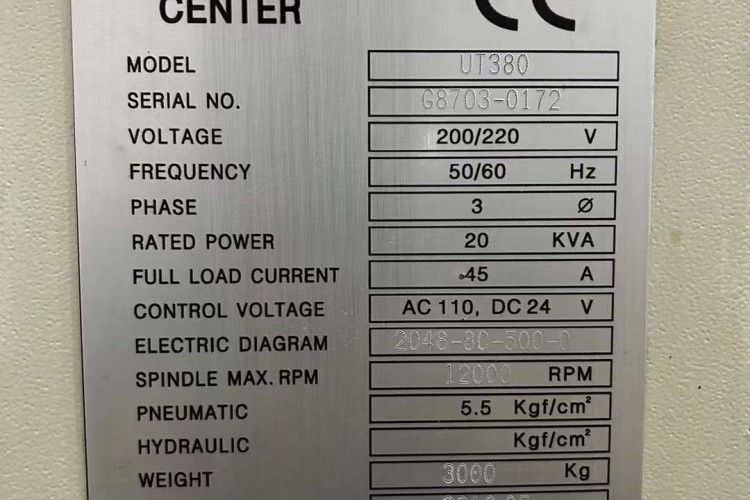 CENTER CE
MODEL UT380
SERIAL NO. G8703-0172
VOLTAGE 200/220 V
FREQUENCY 50/60 Hz
PHASE 3 Ø
RATED POWER 20 KVA
FULL LOAD CURRENT 45 A
CONTROL VOLTAGE AC 110, DC 24 V
ELECTRIC DIAGRAM 2048-80-500-0
SPINDLE MAX. RPM 12000 RPM
PNEUMATIC 5.5 Kgf/cm²
HYDRAULIC Kgf/cm²
WEIGHT 3000 Kg